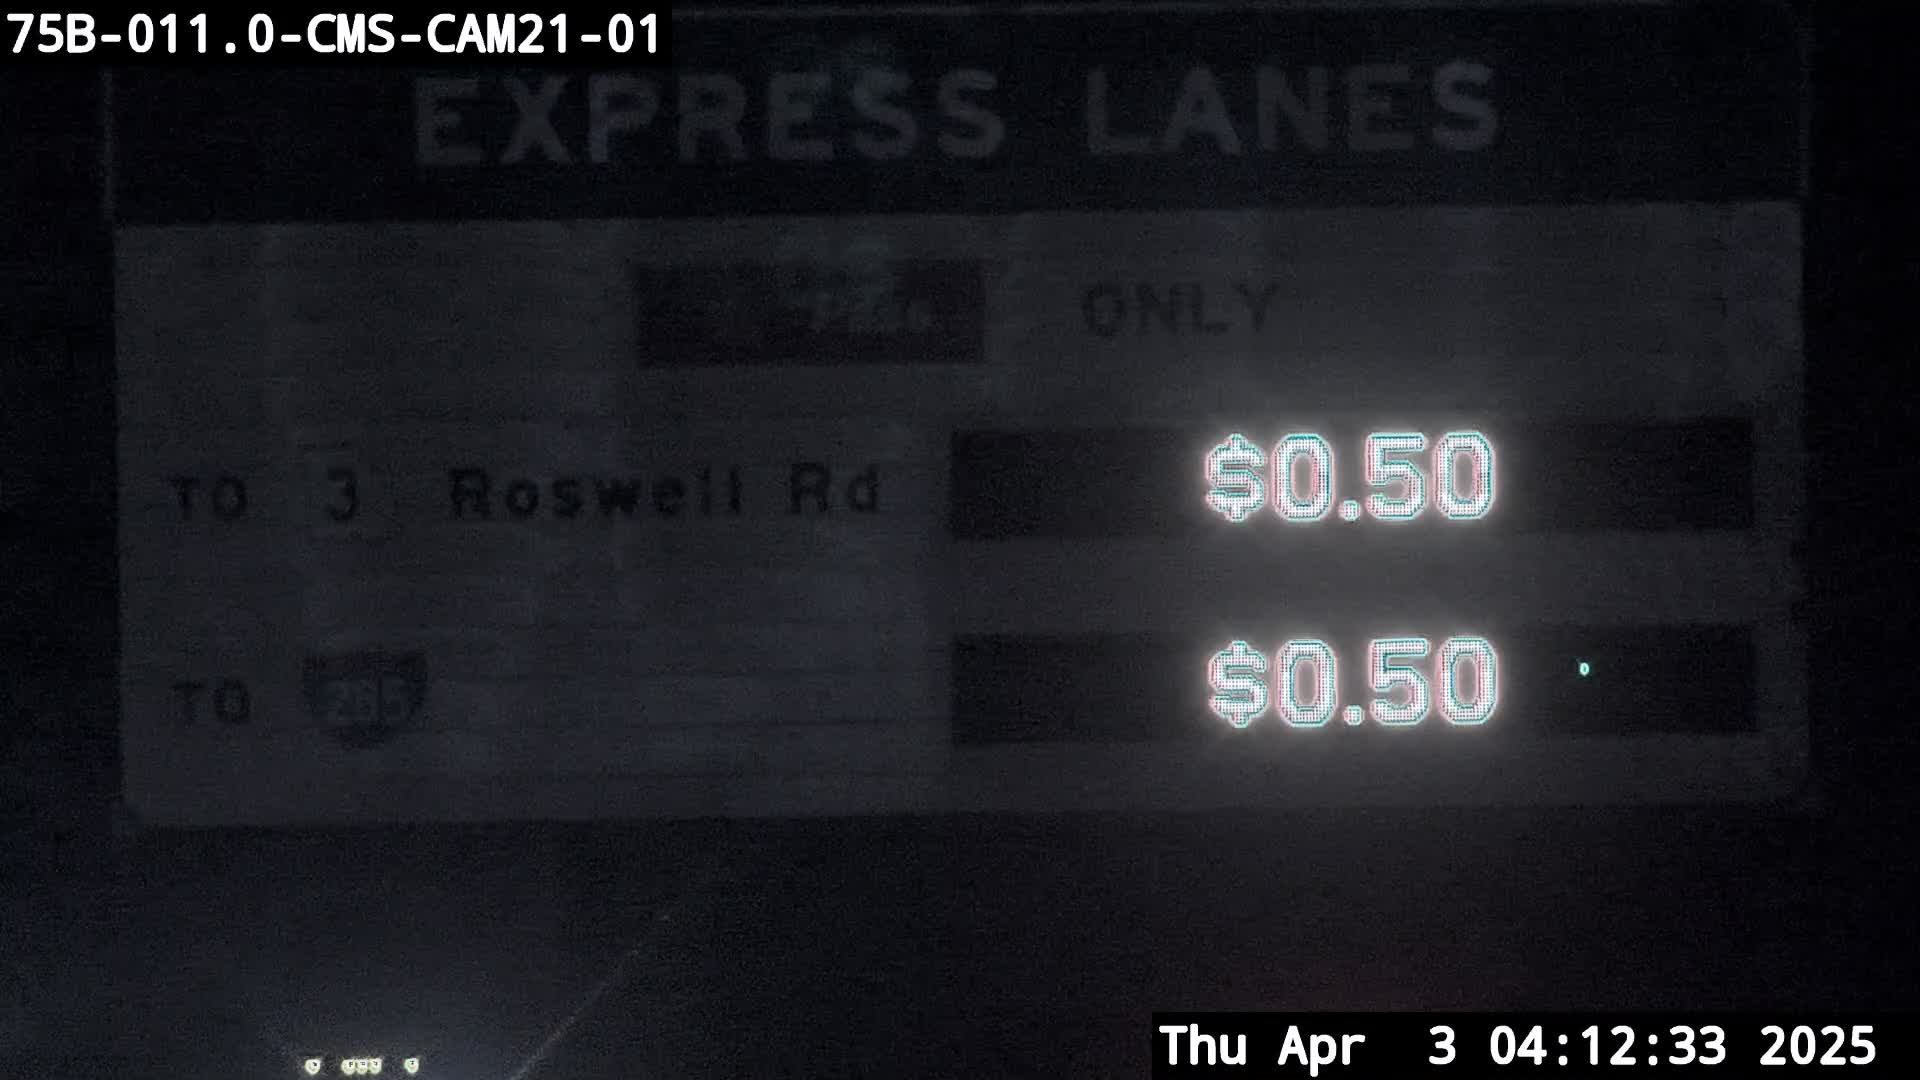 75B-011.0-CMS-CAM21-01
EXPRESS LANES
ONLY
TO 3 Roswell Rd $0.50
TO 285 $0.50
Thu Apr 3 04:12:33 2025